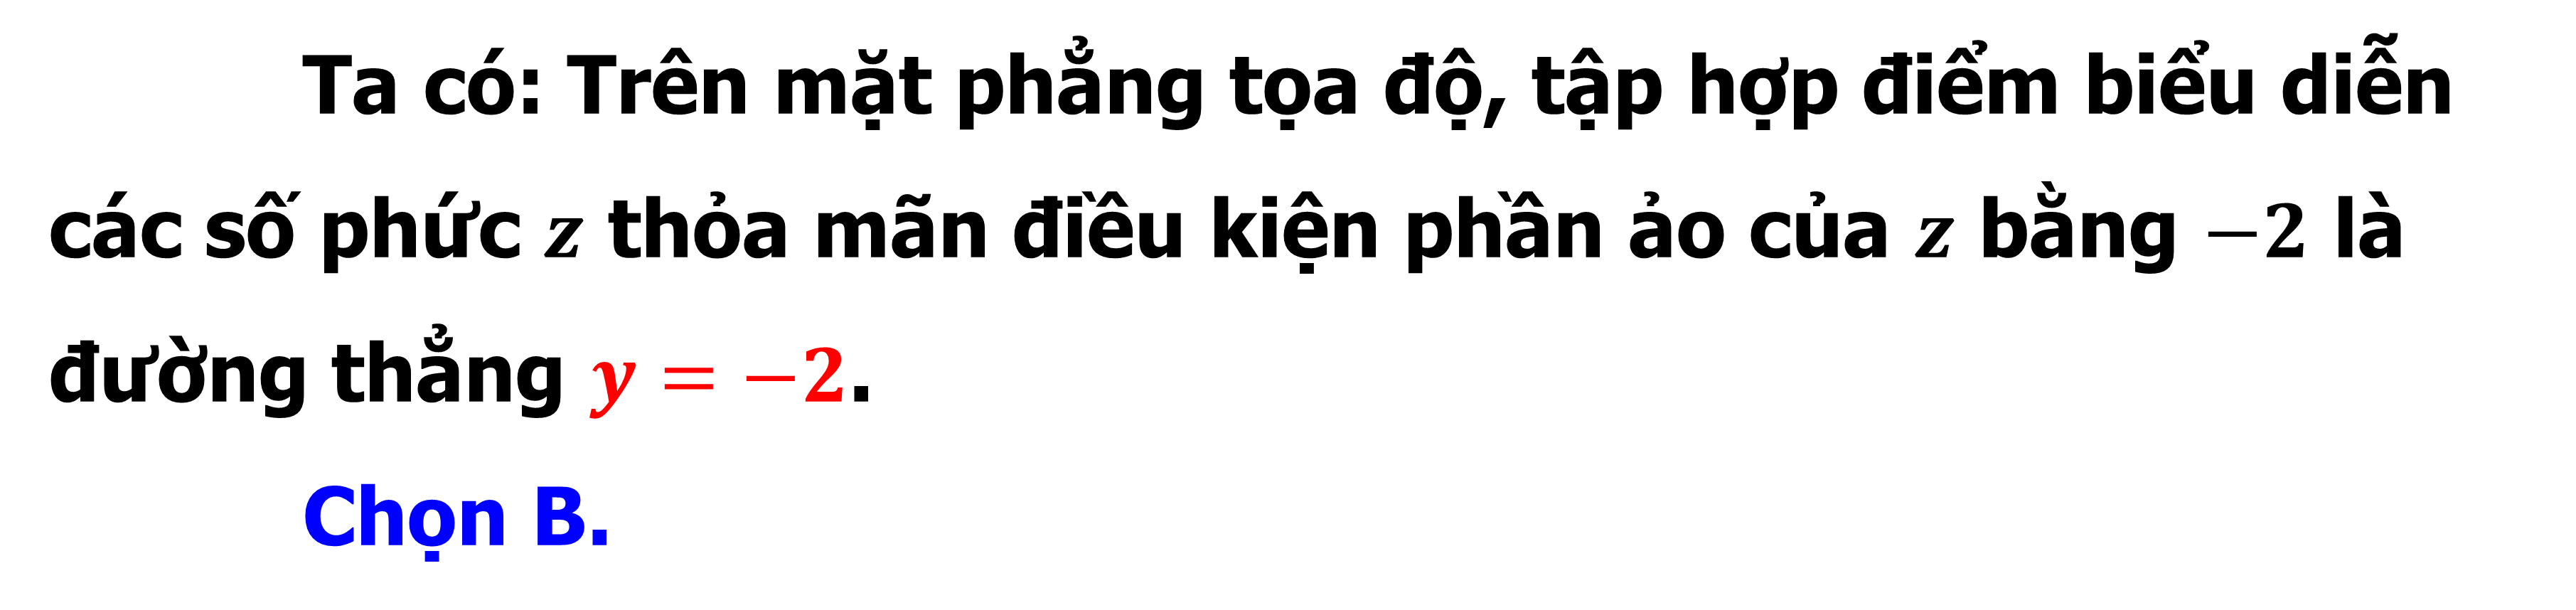 Ta có: Trên mặt phẳng tọa độ, tập hợp điểm biểu diễn
các số phức z thỏa mãn điều kiện phần ảo của z bằng −2 là
đường thẳng y = −2.
Chọn B.